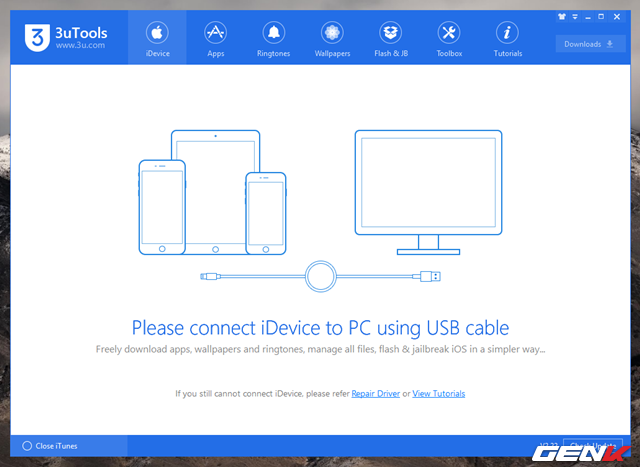 3uTools
www.3u.com
iDevice
Apps
Ringtones
Wallpapers
Flash & JB
Toolbox
Tutorials
Downloads
Please connect iDevice to PC using USB cable
Freely download apps, wallpapers and ringtones, manage all files, flash & jailbreak iOS in a simpler way...
If you still cannot connect iDevice, please refer Repair Driver or View Tutorials
Close iTunes
Check Update
GENK